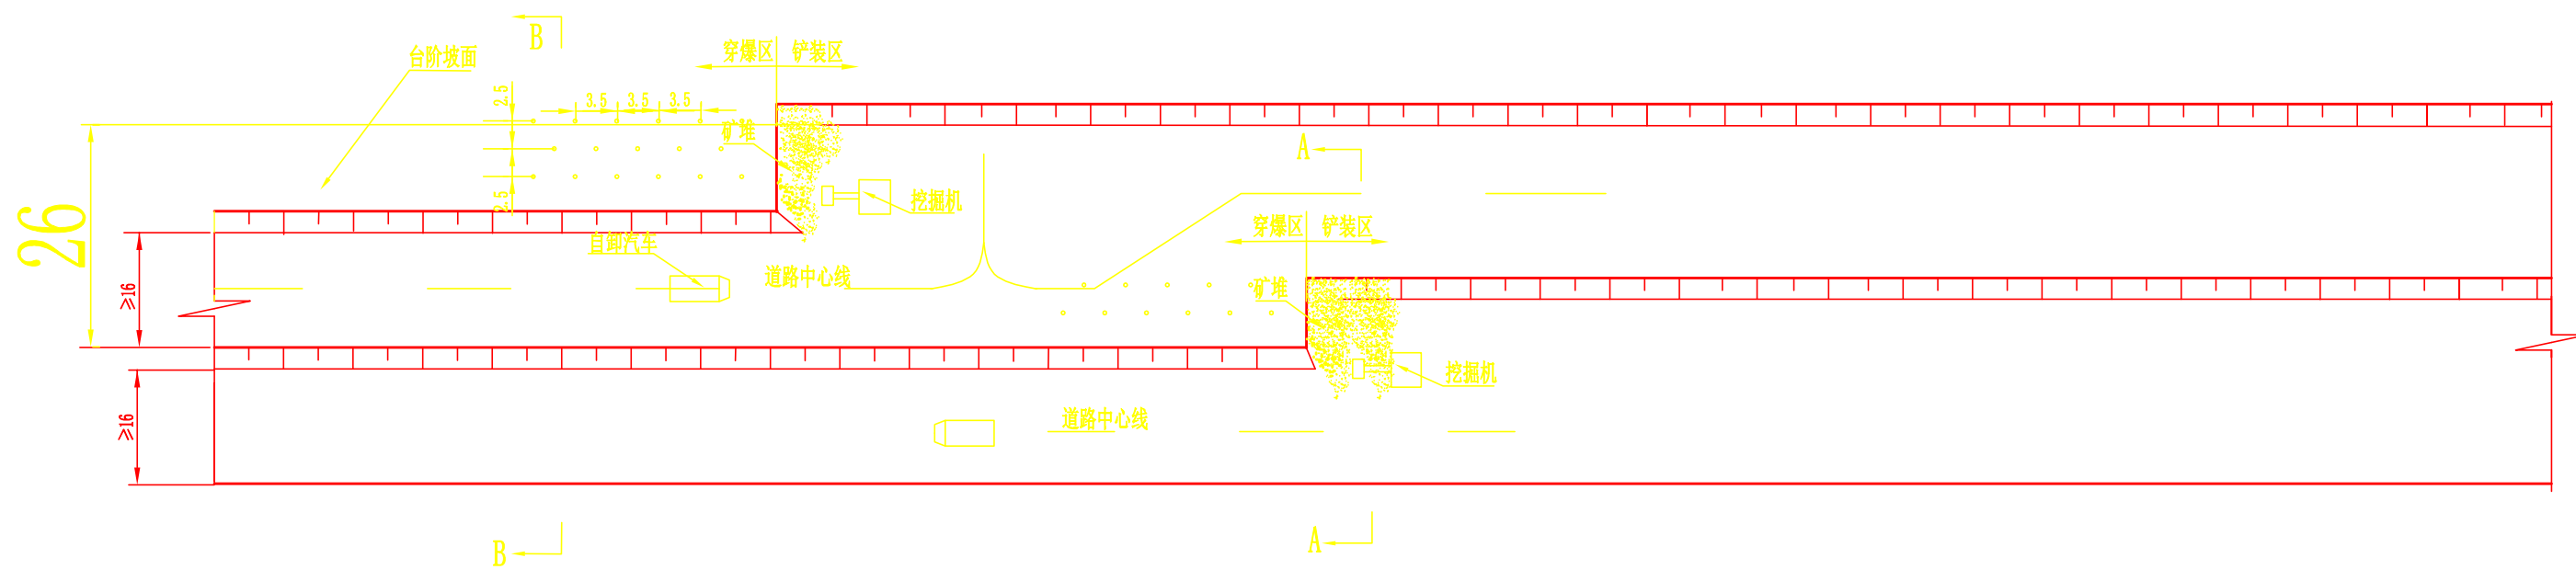 B
台阶坡面
穿爆区 铲装区
2.5
3.5 3.5 3.5
矿堆
A
26
2.5
挖掘机
穿爆区 铲装区
自卸汽车
道路中心线
矿堆
≥16
挖掘机
≥16
道路中心线
B
A